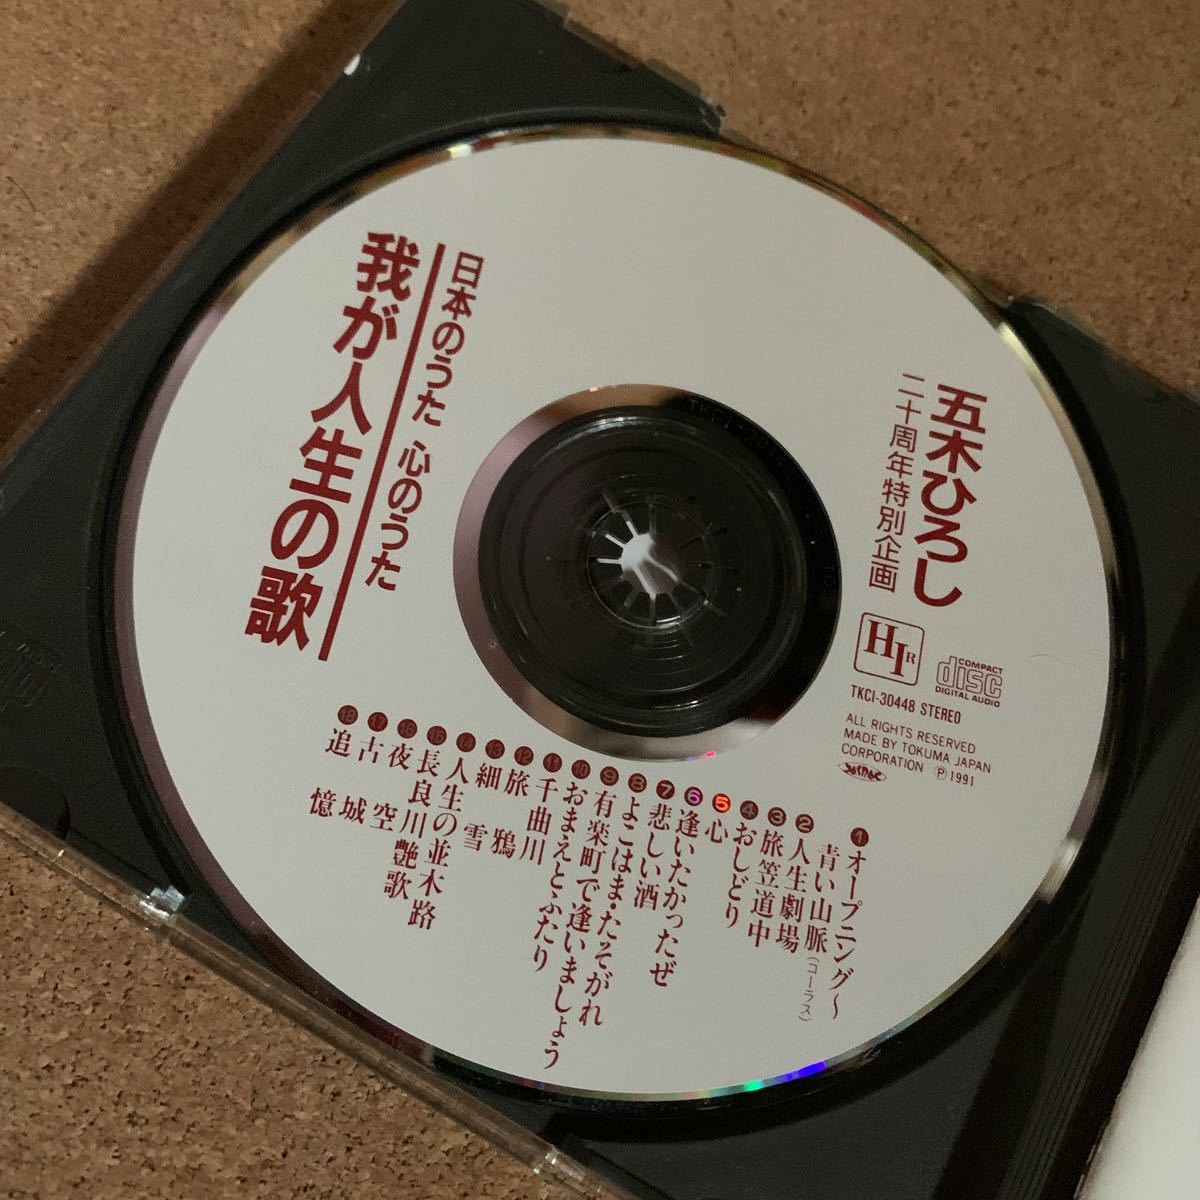 五木ひろし
二十周年特別企画
日本のうた 心のうた
我が人生の歌
HIR
COMPACT
disc
DIGITAL AUDIO
TKCI-30448 STEREO
ALL RIGHTS RESERVED
MADE BY TOKUMA JAPAN
CORPORATION Ⓟ1991
1 オープニング〜
青い山脈(コーラス)
2 人生劇場
3 旅笠道中
4 おしどり
5 心
6 逢いたかったぜ
7 悲しい酒
8 よこはま・たそがれ
9 有楽町で逢いましょう
10 おまえとふたり
11 千曲川
12 旅鴉
13 細雪
14 人生の並木路
15 長良川艶歌
16 夜空
17 古城
18 追憶